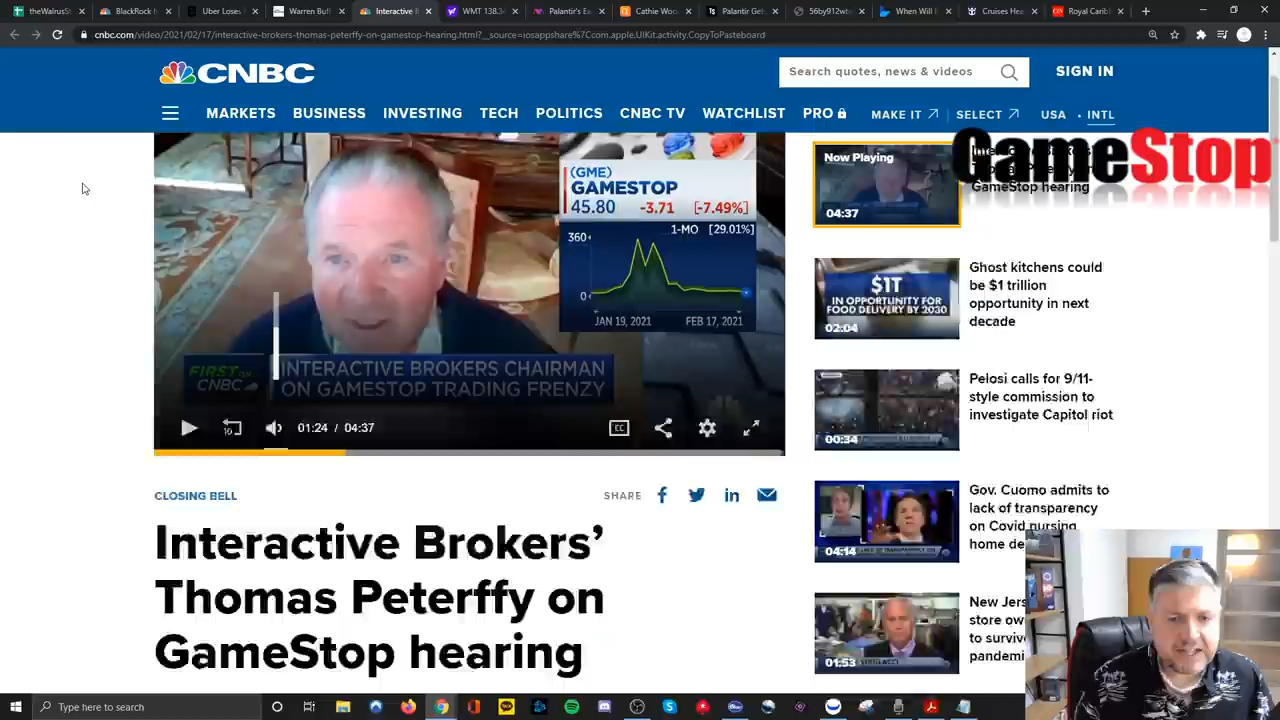 theWalrusSt
BlackRock I
Uber Loses
Warren Buff
Interactive B
WMT 138.34
Palantir's Ea
Cathie Woo
Palantir Get
56by912wte
When Will
Cruises Hea
Royal Carib
cnbc.com/video/2021/02/17/interactive-brokers-thomas-peterffy-on-gamestop-hearing.html?__source=iosappshare%7Ccom.apple.UIKit.activity.CopyToPasteboard
CNBC
Search quotes, news & videos
SIGN IN
MARKETS BUSINESS INVESTING TECH POLITICS CNBC TV WATCHLIST PRO MAKE IT SELECT USA • INTL
GameStop
(GME)
GAMESTOP
45.80 -3.71 [-7.49%]
1-MO [29.01%]
360
0
JAN 19, 2021 FEB 17, 2021
FIRST on CNBC
INTERACTIVE BROKERS CHAIRMAN
ON GAMESTOP TRADING FRENZY
10
01:24 / 04:37
CC
CLOSING BELL
SHARE
Interactive Brokers’
Thomas Peterffy on
GameStop hearing
Now Playing
04:37
GameStop hearing
$1T
IN OPPORTUNITY FOR
FOOD DELIVERY BY 2030
02:04
Ghost kitchens could
be $1 trillion
opportunity in next
decade
00:34
Pelosi calls for 9/11-
style commission to
investigate Capitol riot
04:14
Gov. Cuomo admits to
lack of transparency
on Covid nursing
home de
01:53
New Jers
store ow
to surviv
pandemi
Type here to search